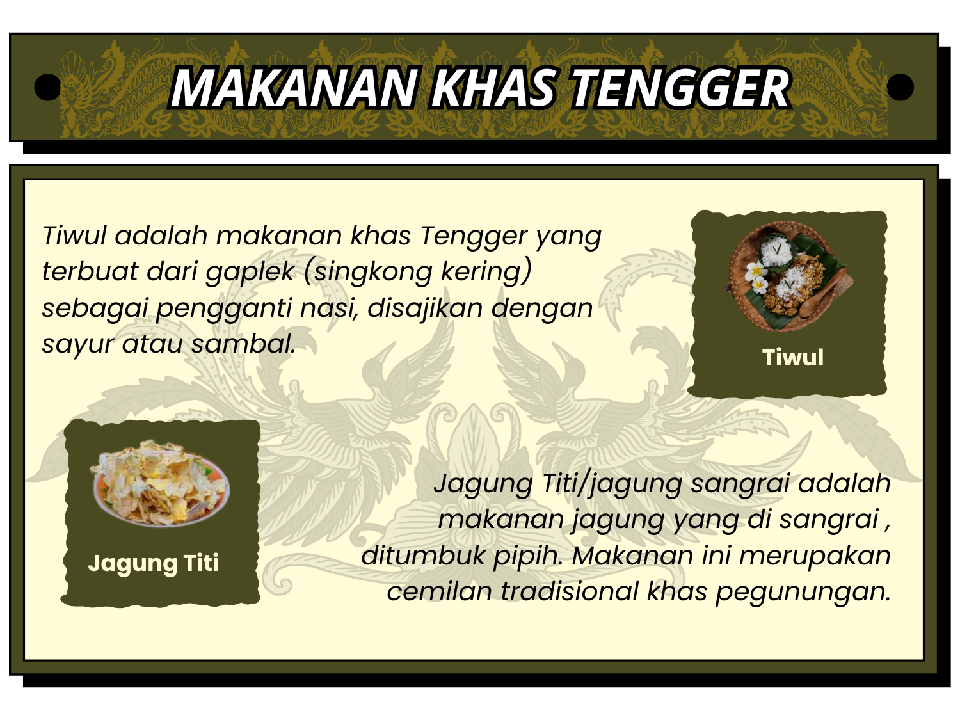 MAKANAN KHAS TENGGER
Tiwul adalah makanan khas Tengger yang
terbuat dari gaplek (singkong kering)
sebagai pengganti nasi, disajikan dengan
sayur atau sambal.
Tiwul
Jagung Titi
Jagung Titi/jagung sangrai adalah
makanan jagung yang di sangrai ,
ditumbuk pipih. Makanan ini merupakan
cemilan tradisional khas pegunungan.